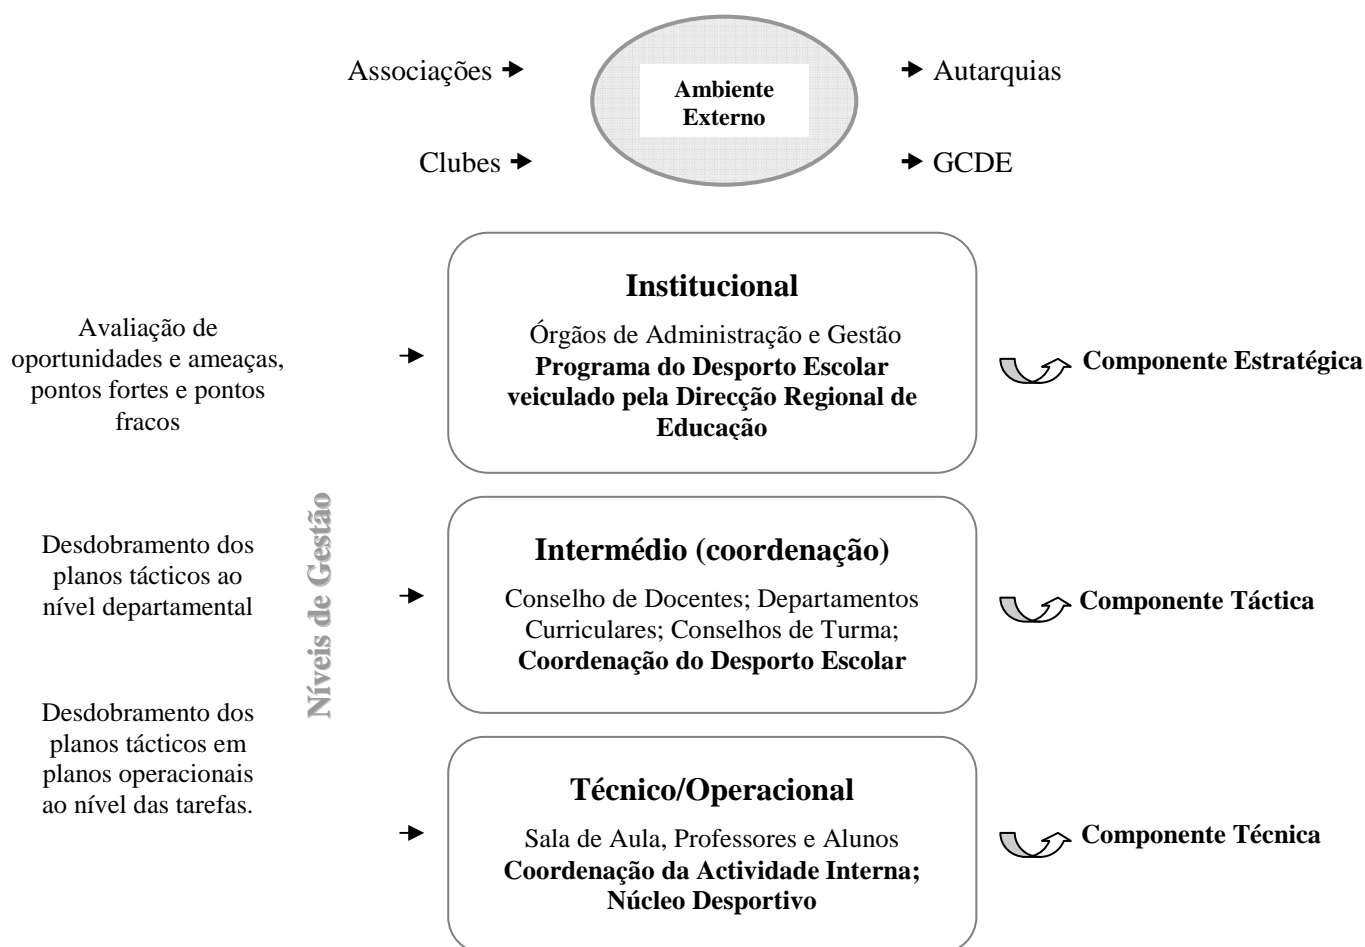 Associações
Ambiente
Externo
Autarquias
Clubes
GCDE
Avaliação de
oportunidades e ameaças,
pontos fortes e pontos
fracos
Institucional
Órgãos de Administração e Gestão
Programa do Desporto Escolar
veiculado pela Direcção Regional de
Educação
Componente Estratégica
Níveis de Gestão
Desdobramento dos
planos tácticos ao
nível departamental
Intermédio (coordenação)
Conselho de Docentes; Departamentos
Curriculares; Conselhos de Turma;
Coordenação do Desporto Escolar
Componente Táctica
Desdobramento dos
planos tácticos em
planos operacionais
ao nível das tarefas.
Técnico/Operacional
Sala de Aula, Professores e Alunos
Coordenação da Actividade Interna;
Núcleo Desportivo
Componente Técnica